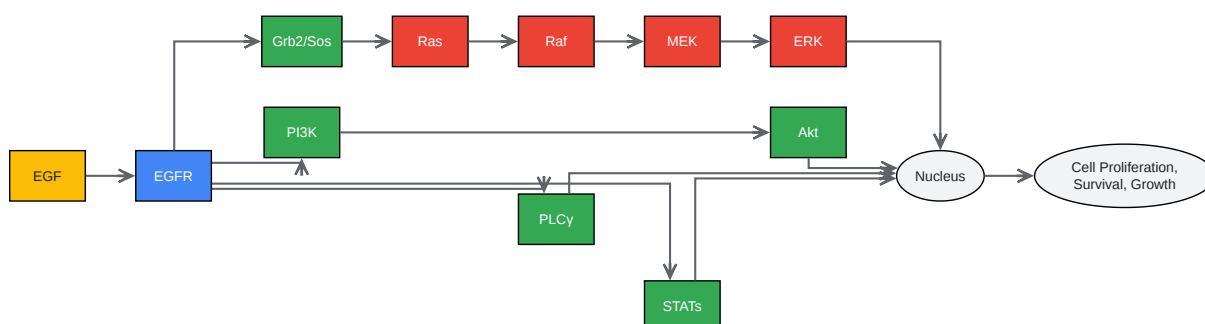 Grb2/Sos
Ras
Raf
MEK
ERK
PI3K
Akt
EGF
EGFR
Nucleus
Cell Proliferation,
Survival, Growth
PLCγ
STATs